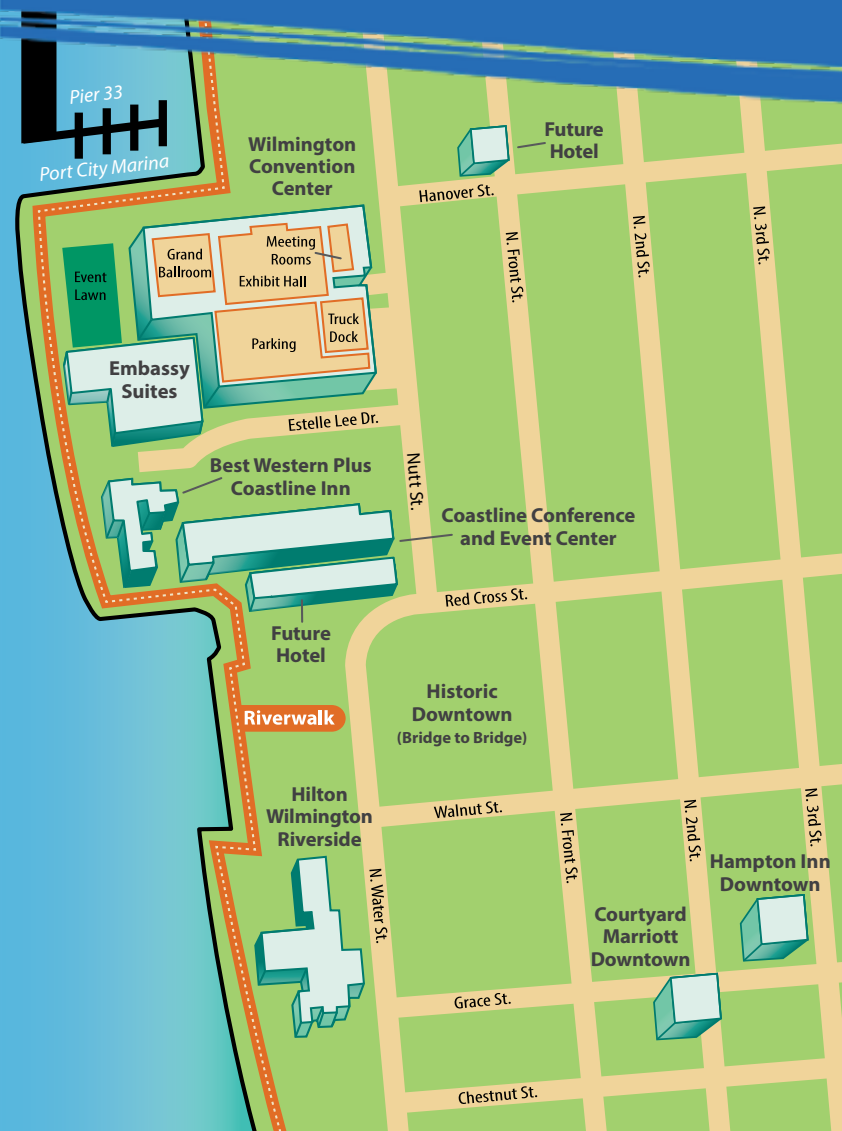 Pier 33
Port City Marina
Wilmington
Convention
Center
Future
Hotel
Hanover St.
N. Front St.
N. 2nd St.
N. 3rd St.
Event
Lawn
Grand
Ballroom
Meeting
Rooms
Exhibit Hall
Parking
Truck
Dock
Embassy
Suites
Estelle Lee Dr.
Nutt St.
Best Western Plus
Coastline Inn
Coastline Conference
and Event Center
Red Cross St.
Future
Hotel
Riverwalk
Historic
Downtown
(Bridge to Bridge)
Hilton
Wilmington
Riverside
Walnut St.
N. Water St.
N. Front St.
N. 2nd St.
N. 3rd St.
Hampton Inn
Downtown
Courtyard
Marriott
Downtown
Grace St.
Chestnut St.